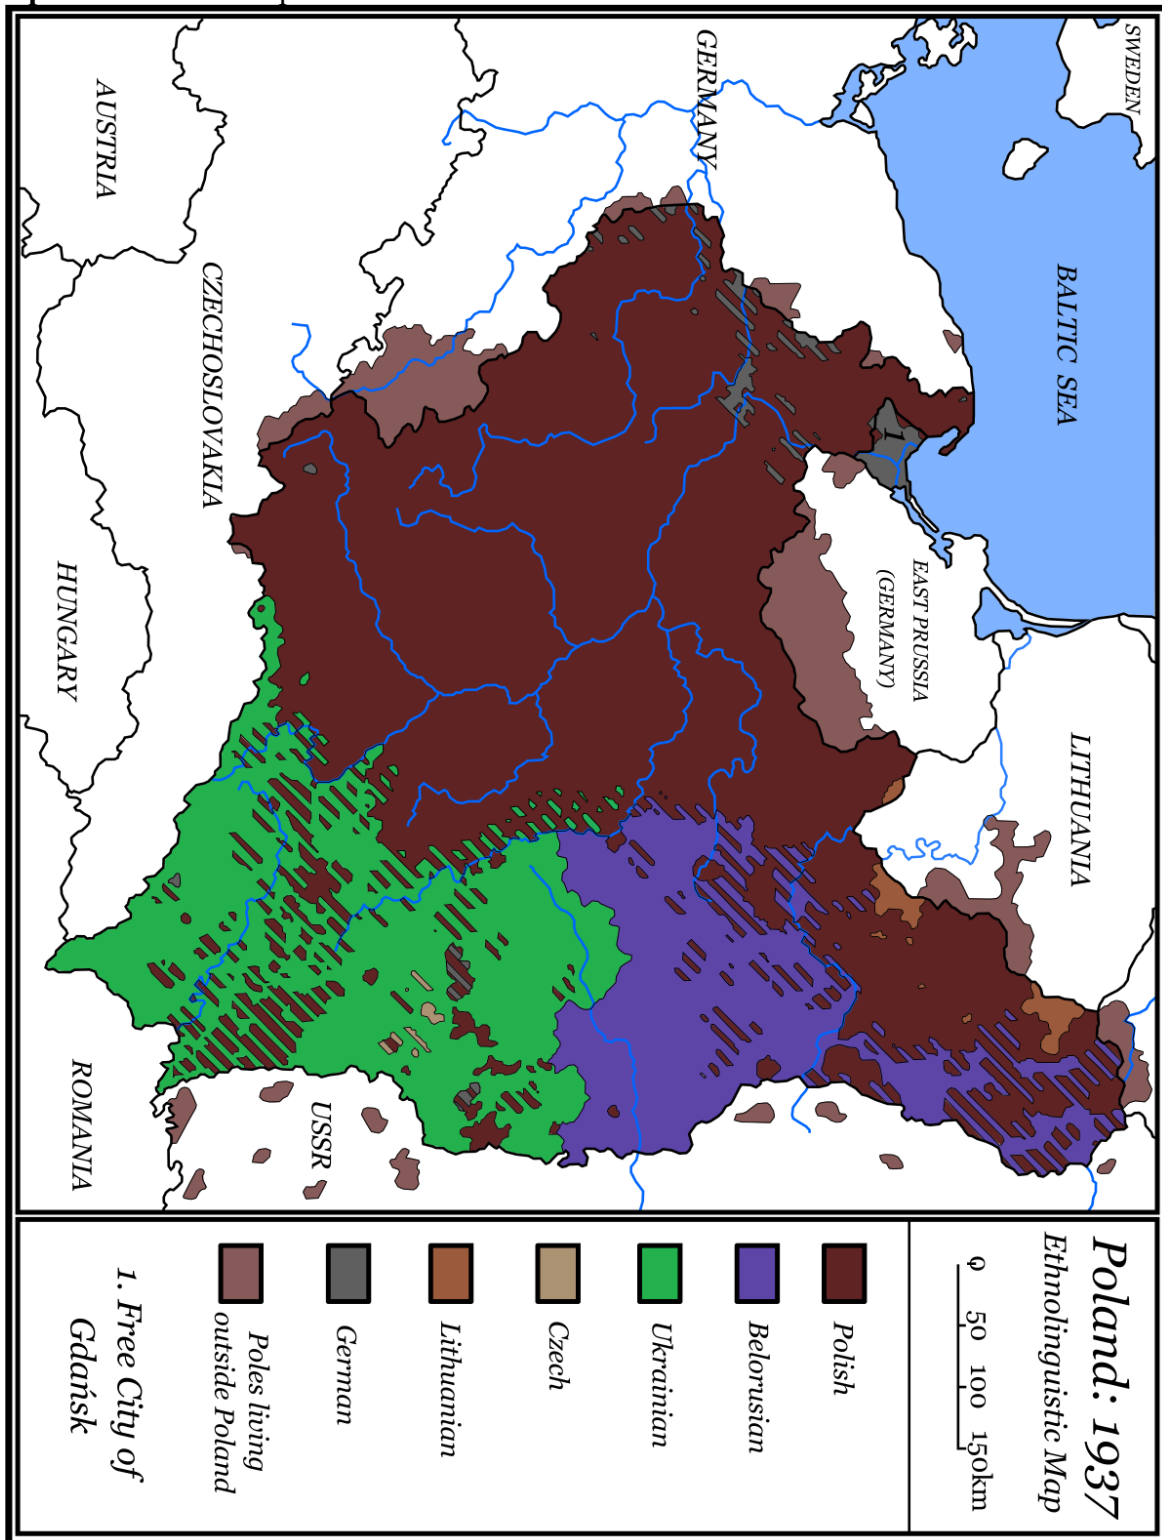 SWEDEN
BALTIC SEA
LITHUANIA
GERMANY
EAST PRUSSIA
(GERMANY)
AUSTRIA
CZECHOSLOVAKIA
HUNGARY
USSR
ROMANIA
1
Poland: 1937
Ethnolinguistic Map
0 50 100 150km
Polish
Belorusian
Ukrainian
Czech
Lithuanian
German
Poles living
outside Poland
1. Free City of
Gdańsk